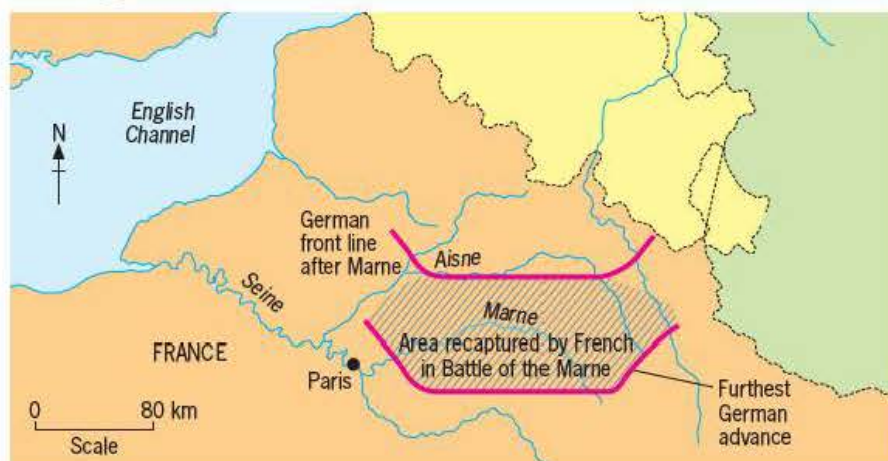 English
Channel
N
German
front line
after Marne
Aisne
Seine
Marne
Area recaptured by French
in Battle of the Marne
FRANCE
Paris
Furthest
German
advance
0 80 km
Scale